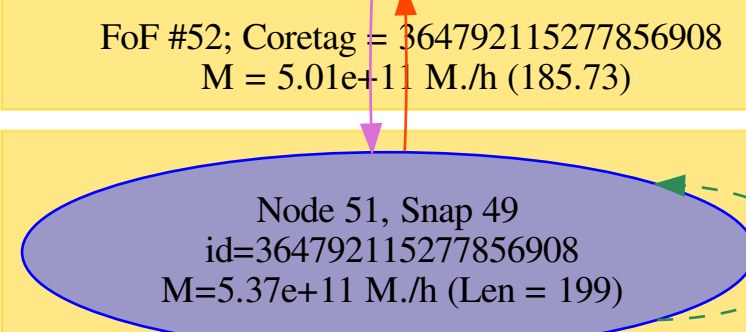 FoF #52; Coretag = 364792115277856908
M = 5.01e+11 M./h (185.73)
Node 51, Snap 49
id=364792115277856908
M=5.37e+11 M./h (Len = 199)